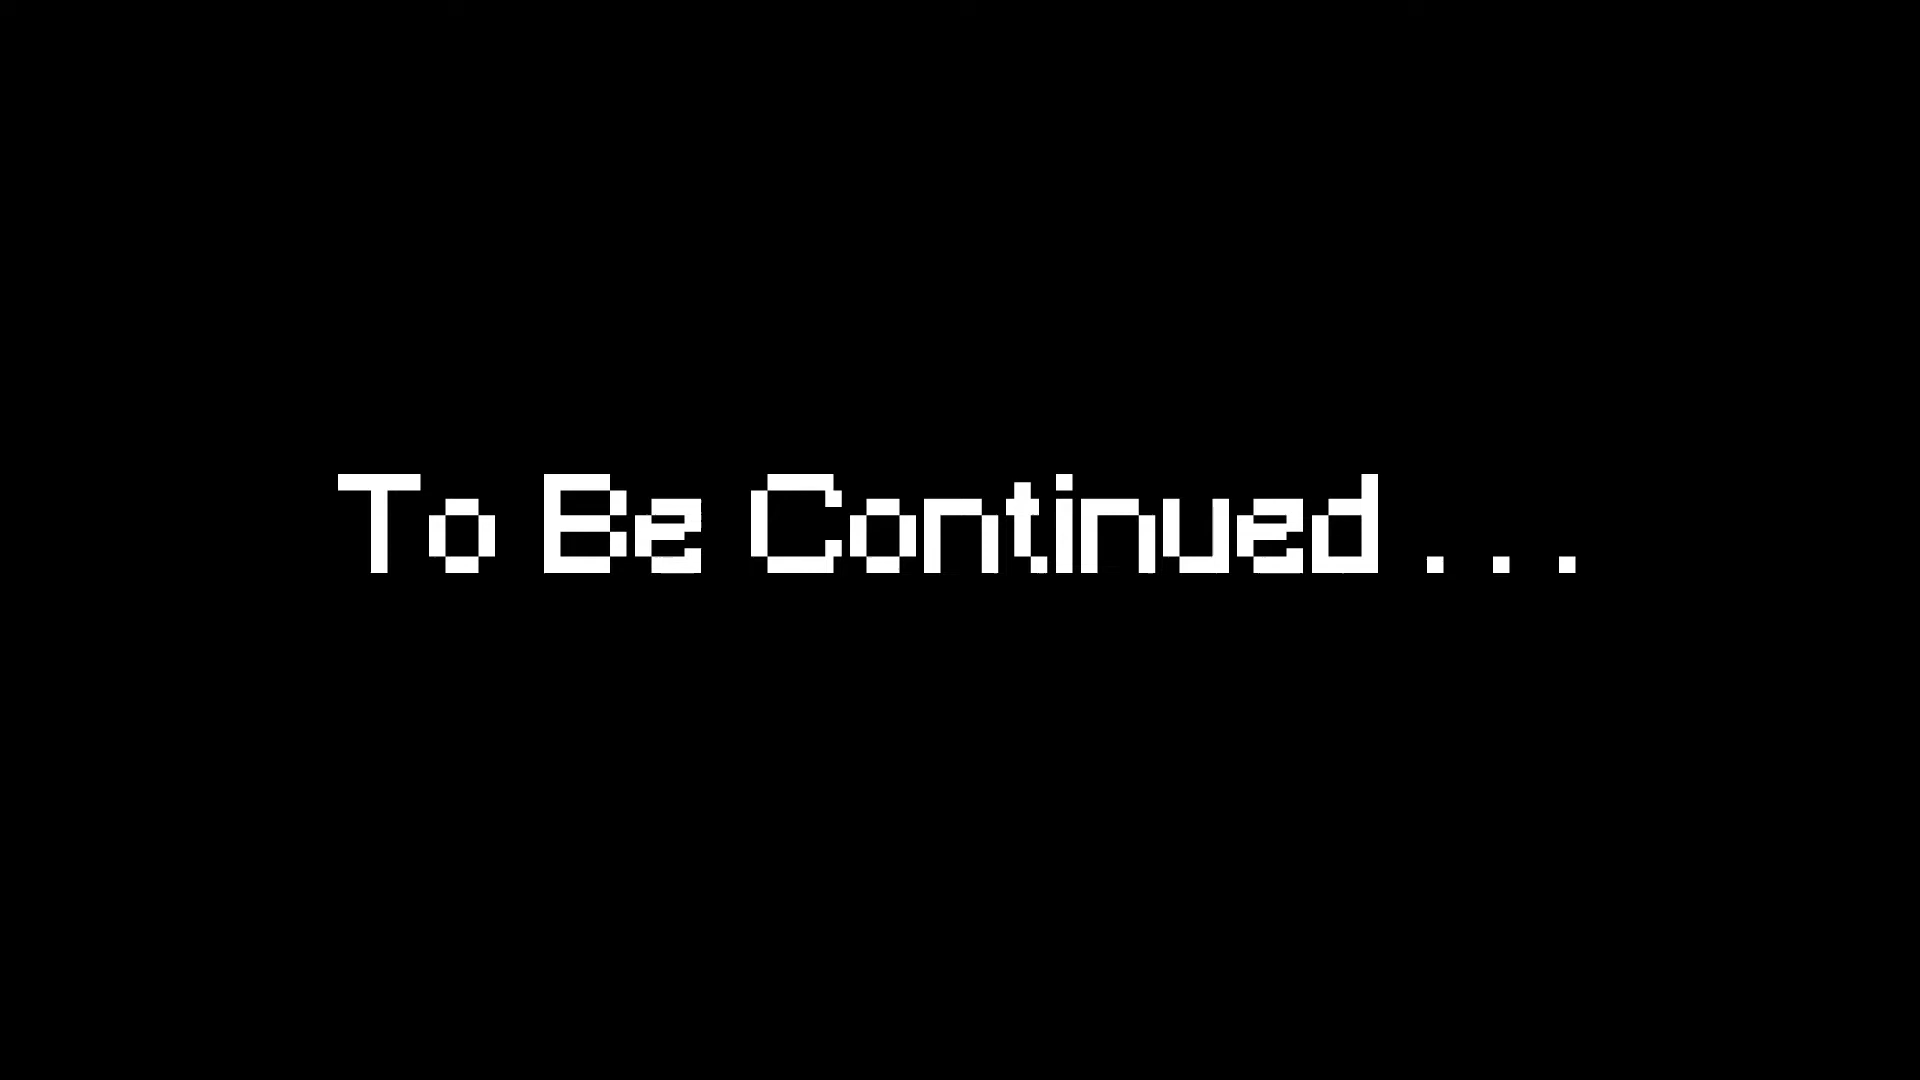 To Be Continued . . .